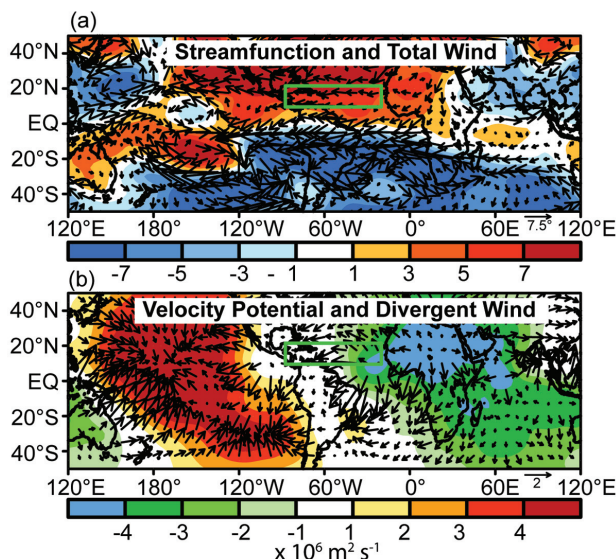 (a)
Streamfunction and Total Wind
40°N
20°N
EQ
20°S
40°S
120°E 180° 120°W 60°W 0° 60E 120°E
7.5°
-7 -5 -3 - 1 1 3 5 7
(b)
Velocity Potential and Divergent Wind
40°N
20°N
EQ
20°S
40°S
120°E 180° 120°W 60°W 0° 60E 120°E
2
-4 -3 -2 -1 1 2 3 4
x 10⁶ m² s⁻¹